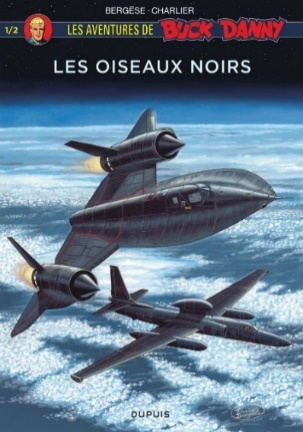 BERGÈSE • CHARLIER
1/2
LES AVENTURES DE BUCK DANNY
LES OISEAUX NOIRS
DUPUIS